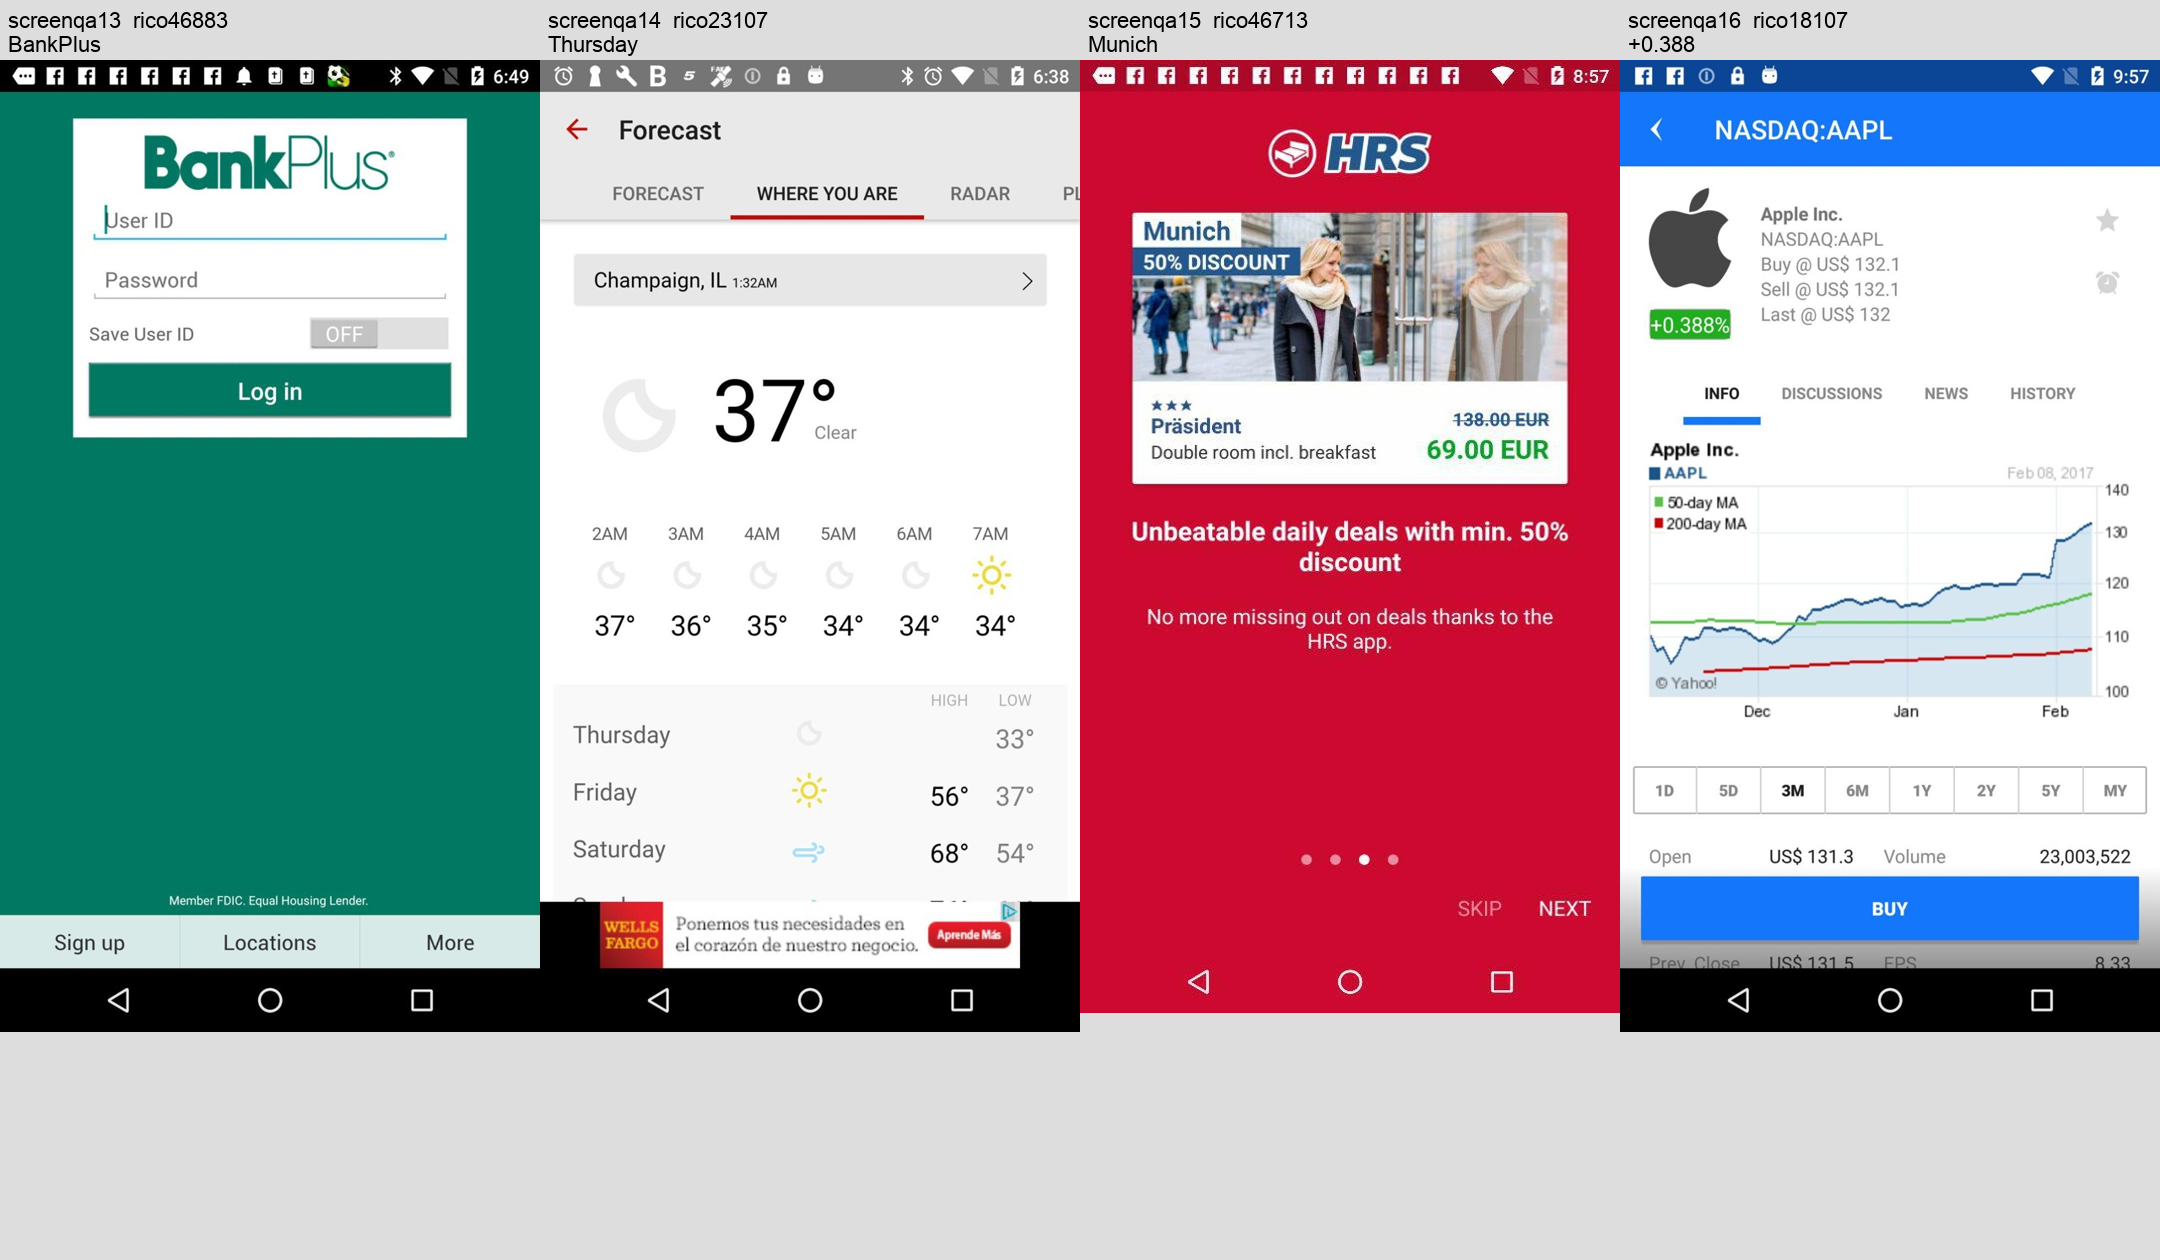 screenqa13 rico46883
BankPlus
6:49
BankPlus
User ID
Password
Save User ID OFF
Log in
Member FDIC. Equal Housing Lender.
Sign up Locations More
screenqa14 rico23107
Thursday
6:38
Forecast
FORECAST WHERE YOU ARE RADAR PL
Champaign, IL 1:32AM
37°
Clear
2AM 3AM 4AM 5AM 6AM 7AM
37° 36° 35° 34° 34° 34°
HIGH LOW
Thursday 33°
Friday 56° 37°
Saturday 68° 54°
WELLS FARGO
Ponemos tus necesidades en
el corazón de nuestro negocio.
Aprende Más
screenqa15 rico46713
Munich
8:57
HRS
Munich
50% DISCOUNT
Präsident
138.00 EUR
Double room incl. breakfast
69.00 EUR
Unbeatable daily deals with min. 50%
discount
No more missing out on deals thanks to the
HRS app.
SKIP NEXT
screenqa16 rico18107
+0.388
9:57
NASDAQ:AAPL
Apple Inc.
NASDAQ:AAPL
Buy @ US$ 132.1
Sell @ US$ 132.1
Last @ US$ 132
+0.388%
INFO DISCUSSIONS NEWS HISTORY
Apple Inc.
AAPL Feb 08, 2017
50-day MA
200-day MA
140
130
120
110
100
© Yahoo!
Dec Jan Feb
1D 5D 3M 6M 1Y 2Y 5Y MY
Open US$ 131.3 Volume 23,003,522
BUY
Prev. Close US$ 131.5 EPS 8.33